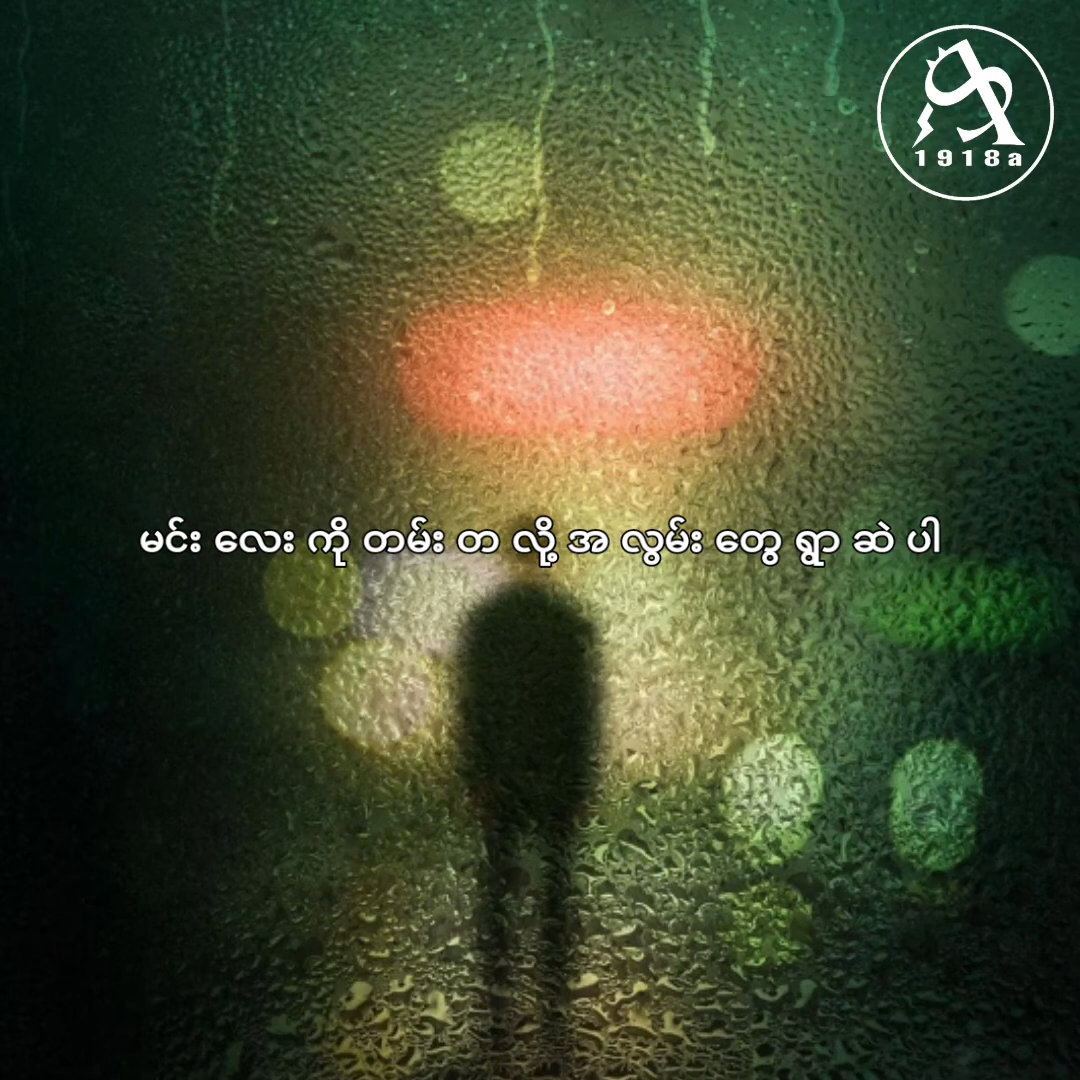 1918a
မင်း လေး ကို တမ်း တ လို့ အ လွမ်း တွေ ရွာ ဆဲ ပါ